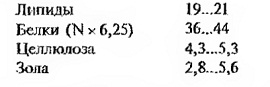 Липиды 19...21
Белки (N × 6,25) 36...44
Целлюлоза 4,3...5,3
Зола 2,8...5,6